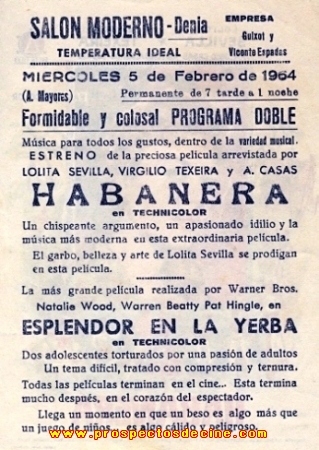 SALON MODERNO - Denia
EMPRESA
Guixot y
Vicente Espadas
TEMPERATURA IDEAL
MIERCOLES 5 de Febrero de 1964
(A. Mayores) Permanente de 7 tarde a 1 noche
Formidable y colosal PROGRAMA DOBLE
Música para todos los gustos, dentro de la variedad musical.
ESTRENO de la preciosa película arrevistada por
LOLITA SEVILLA, VIRGILIO TEXEIRA y A. CASAS
HABANERA
en TECHNICOLOR
Un chispeante argumento, un apasionado idilio y la
música más moderna en esta extraordinaria película.
El garbo, belleza y arte de Lolita Sevilla se prodigan
en esta película.
La más grande película realizada por Warner Bros.
Natalie Wood, Warren Beatty Pat Hingle, en
ESPLENDOR EN LA YERBA
en TECHNICOLOR
Dos adolescentes torturados por una pasión de adultos
Un tema difícil, tratado con compresión y ternura.
Todas las películas terminan en el cine.. Esta termina
mucho después, en el corazón del espectador.
Llega un momento en que un beso es algo más que
un juego de niños... es algo cálido y peligroso.
www.prospectosdecine.com